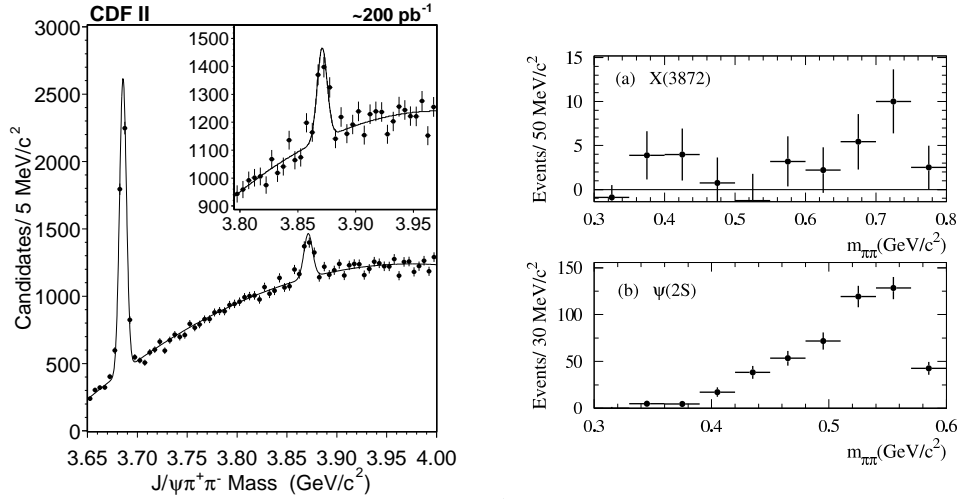 CDF II ~200 pb-1
Candidates/ 5 MeV/c2
3000
2500
2000
1500
1000
500
0
3.65 3.70 3.75 3.80 3.85 3.90 3.95 4.00
J/ψπ+π- Mass (GeV/c2)
1500
1400
1300
1200
1100
1000
900
3.80 3.85 3.90 3.95
Events/ 50 MeV/c2
(a) X(3872)
15
10
5
0
0.3 0.4 0.5 0.6 0.7 0.8
mππ(GeV/c2)
Events/ 30 MeV/c2
(b) ψ(2S)
150
100
50
0
0.3 0.4 0.5 0.6
mππ(GeV/c2)